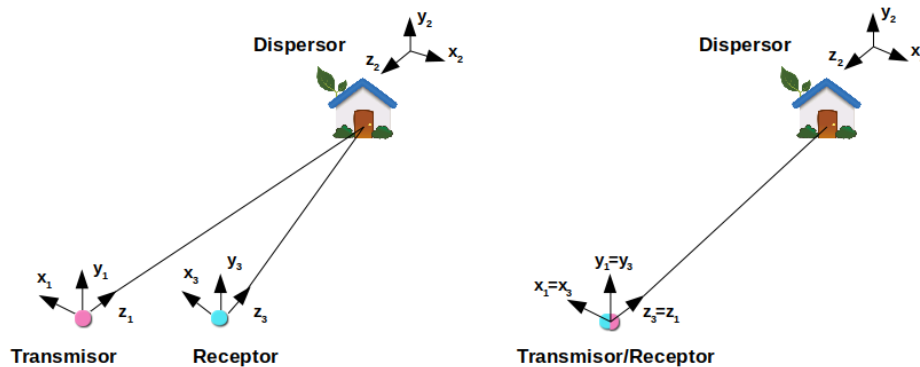 Dispersor
y2
x2
z2
x1
y1
z1
x3
y3
z3
Transmisor
Receptor
Dispersor
y2
x
z2
y1=y3
x1=x3
z3=z1
Transmisor/Receptor